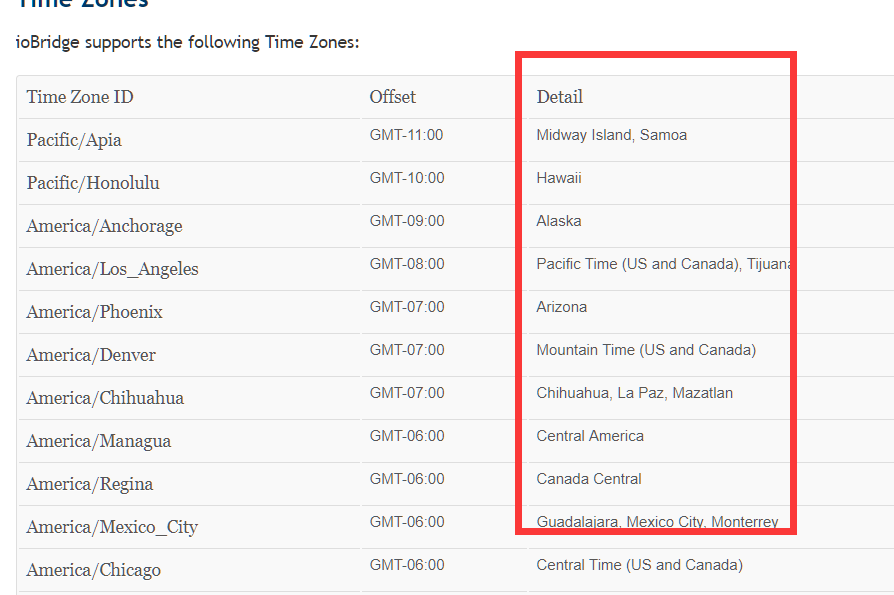 Time Zones
ioBridge supports the following Time Zones:
Time Zone ID Offset Detail
Pacific/Apia GMT-11:00 Midway Island, Samoa
Pacific/Honolulu GMT-10:00 Hawaii
America/Anchorage GMT-09:00 Alaska
America/Los_Angeles GMT-08:00 Pacific Time (US and Canada), Tijuana
America/Phoenix GMT-07:00 Arizona
America/Denver GMT-07:00 Mountain Time (US and Canada)
America/Chihuahua GMT-07:00 Chihuahua, La Paz, Mazatlan
America/Managua GMT-06:00 Central America
America/Regina GMT-06:00 Canada Central
America/Mexico_City GMT-06:00 Guadalajara, Mexico City, Monterrey
America/Chicago GMT-06:00 Central Time (US and Canada)